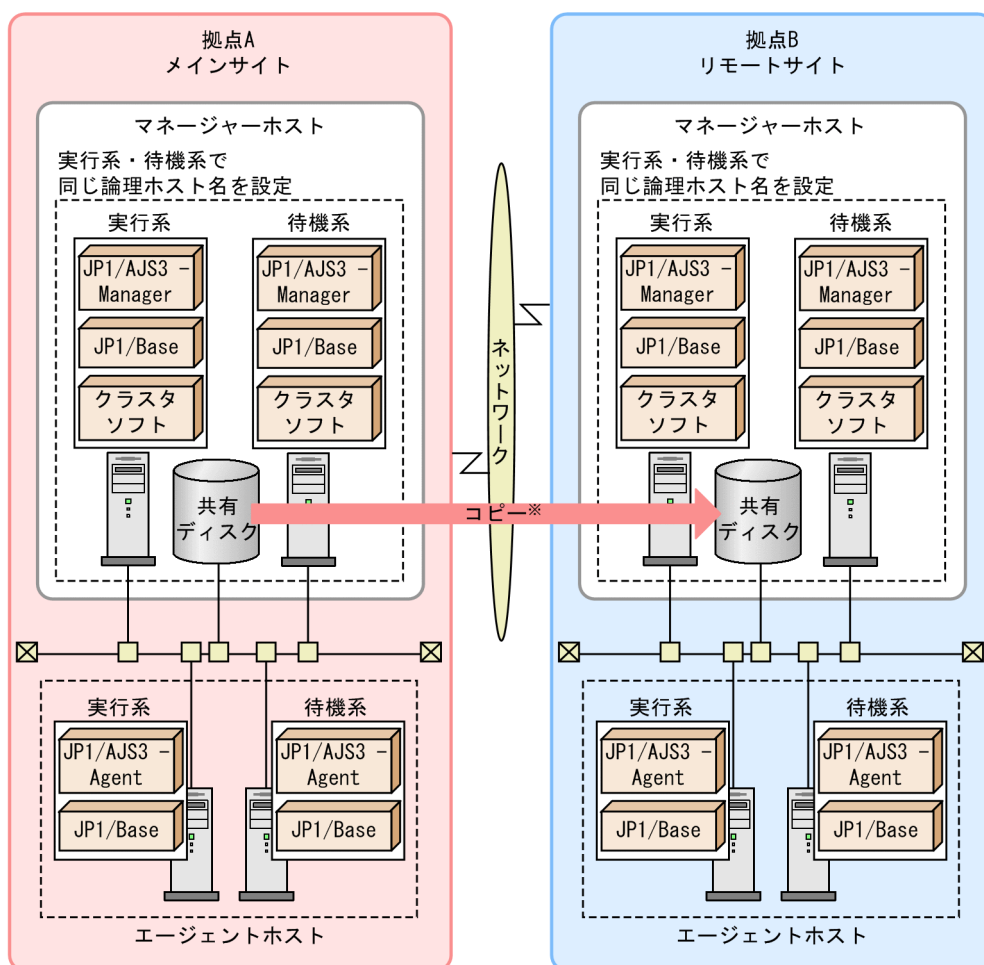 拠点A
メインサイト
マネージャーホスト
実行系・待機系で
同じ論理ホスト名を設定
実行系
JP1/AJS3 -
Manager
JP1/Base
クラスタ
ソフト
待機系
JP1/AJS3 -
Manager
JP1/Base
クラスタ
ソフト
共有
ディスク
実行系
JP1/AJS3 -
Agent
JP1/Base
待機系
JP1/AJS3 -
Agent
JP1/Base
エージェントホスト
ネットワーク
コピー※
拠点B
リモートサイト
マネージャーホスト
実行系・待機系で
同じ論理ホスト名を設定
実行系
JP1/AJS3 -
Manager
JP1/Base
クラスタ
ソフト
待機系
JP1/AJS3 -
Manager
JP1/Base
クラスタ
ソフト
共有
ディスク
実行系
JP1/AJS3 -
Agent
JP1/Base
待機系
JP1/AJS3 -
Agent
JP1/Base
エージェントホスト